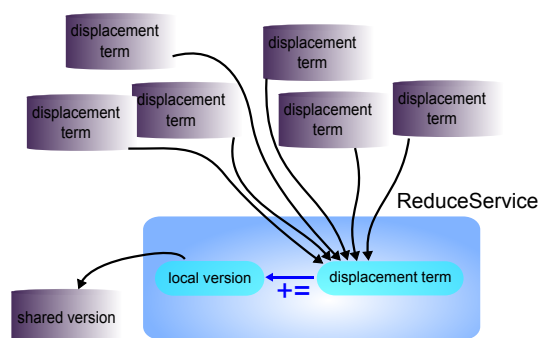 displacement
term
displacement
term
displacement
term
displacement
term
displacement
term
displacement
term
ReduceService
local version
+=
displacement term
shared version